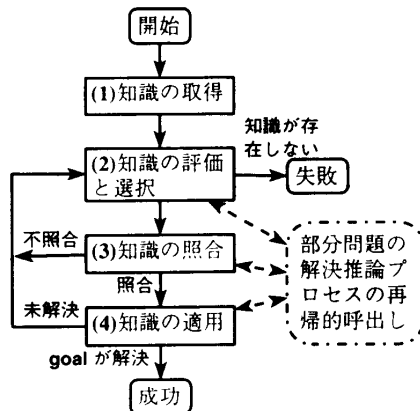 開始
(1)知識の取得
知識が存
在しない
(2)知識の評価
と選択
失敗
不照合
(3)知識の照合
部分問題の
解決推論プ
ロセスの再
帰的呼出し
照合
未解決
(4)知識の適用
goal が解決
成功